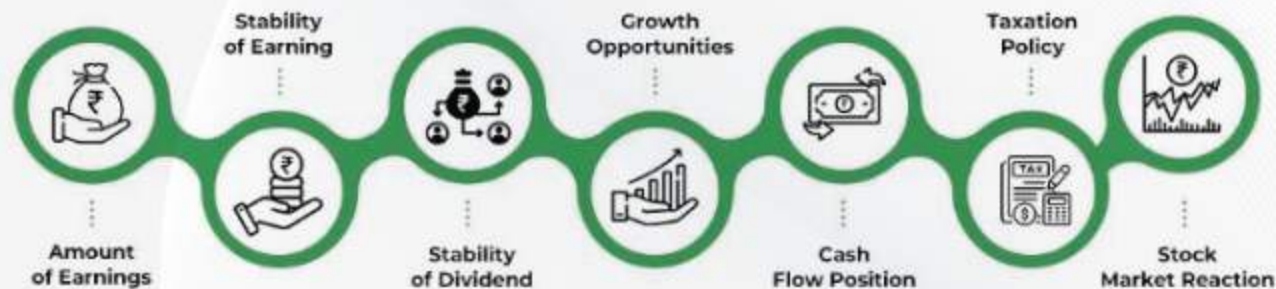 Amount
of Earnings
Stability
of Earning
Stability
of Dividend
Growth
Opportunities
Cash
Flow Position
Taxation
Policy
TAX
Stock
Market Reaction